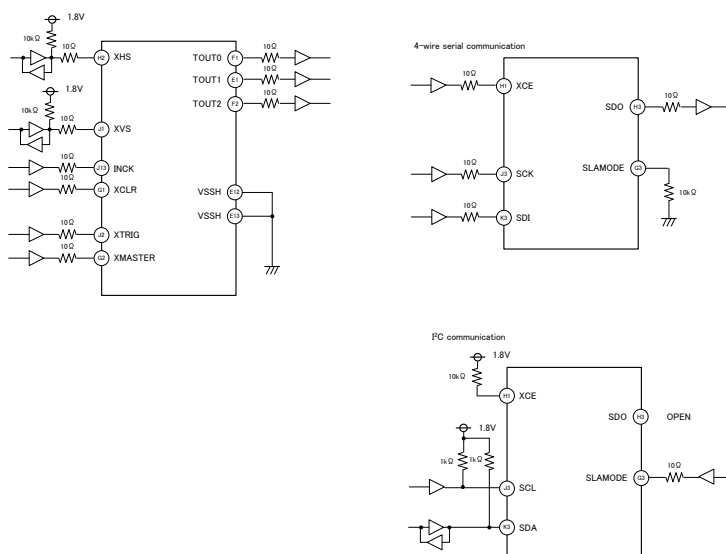 1.8V
10kΩ
10Ω
H2 XHS
1.8V
10kΩ
10Ω
J1 XVS
10Ω
J13 INCK
10Ω
G1 XCLR
10Ω
J2 XTRIG
10Ω
G2 XMASTER
TOUT0 F1
10Ω
TOUT1 E1
10Ω
TOUT2 F2
10Ω
VSSH E12
VSSH E13
4-wire serial communication
10Ω
H1 XCE
SDO H3
10Ω
10Ω
J3 SCK
SLAMODE G3
10kΩ
10Ω
K3 SDI
I²C communication
1.8V
10kΩ
H1 XCE
SDO H3 OPEN
1.8V
1kΩ 1kΩ
J3 SCL
SLAMODE G3
10Ω
K3 SDA